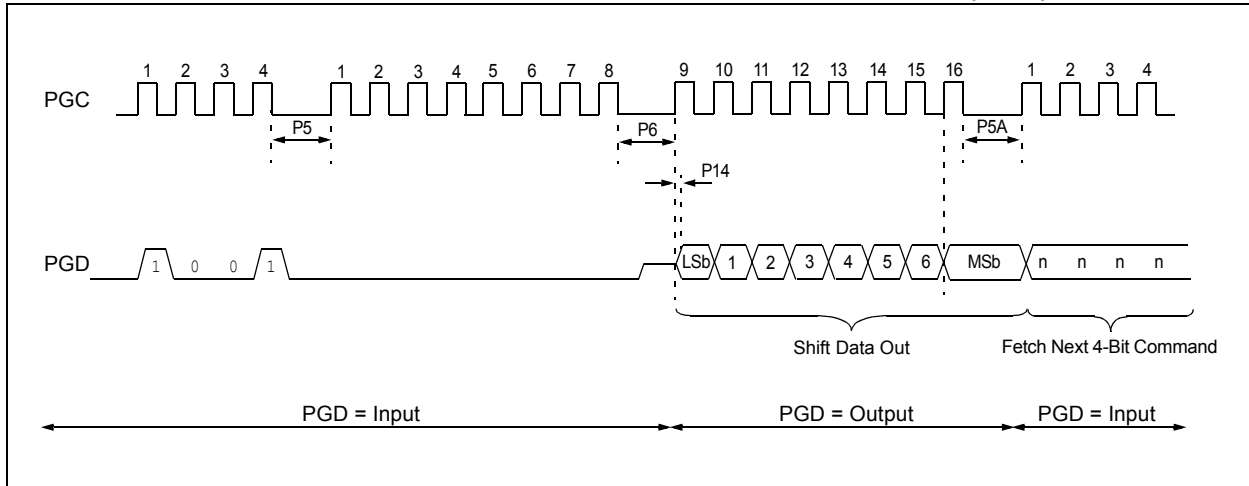 1 2 3 4 1 2 3 4 5 6 7 8 9 10 11 12 13 14 15 16 1 2 3 4
PGC
P5 P6 P5A
P14
PGD 1 0 0 1 LSb 1 2 3 4 5 6 MSb n n n n
Shift Data Out Fetch Next 4-Bit Command
PGD = Input PGD = Output PGD = Input